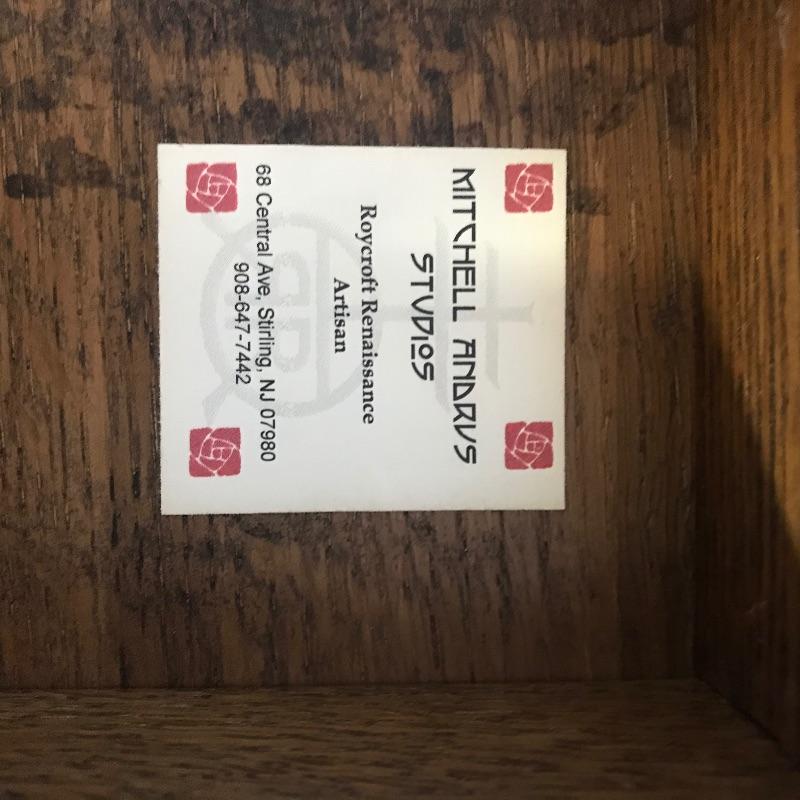 MITCHELL ANDRUS
STUDIOS
Roycroft Renaissance
Artisan
68 Central Ave, Stirling, NJ 07980
908-647-7442